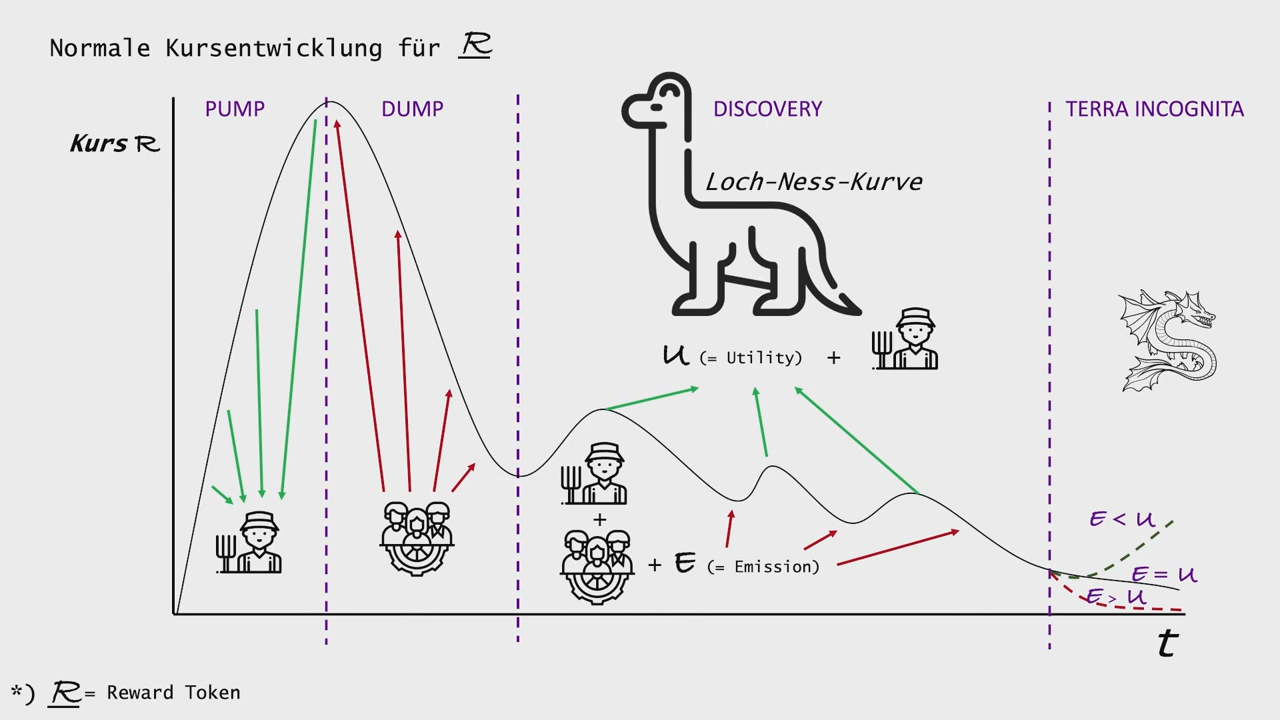 Normale Kursentwicklung für R
PUMP
DUMP
DISCOVERY
TERRA INCOGNITA
Kurs R
Loch-Ness-Kurve
U (= Utility) +
+
+ E (= Emission)
E < U
E = U
E > U
t
*) R = Reward Token